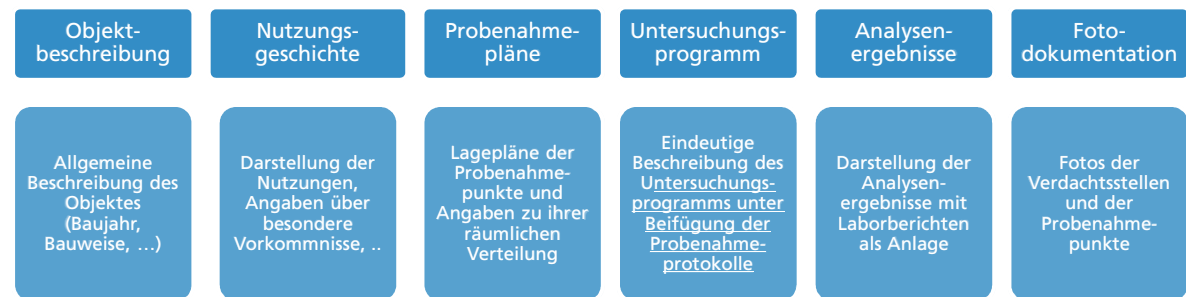 Objekt-
beschreibung
Nutzungs-
geschichte
Probenahme-
pläne
Untersuchungs-
programm
Analysen-
ergebnisse
Foto-
dokumentation
Allgemeine
Beschreibung des
Objektes
(Baujahr,
Bauweise, …)
Darstellung der
Nutzungen,
Angaben über
besondere
Vorkommnisse, ..
Lagepläne der
Probenahme-
punkte und
Angaben zu ihrer
räumlichen
Verteilung
Eindeutige
Beschreibung des
Untersuchungs-
programms unter
Beifügung der
Probenahme-
protokolle
Darstellung der
Analysen-
ergebnisse mit
Laborberichten
als Anlage
Fotos der
Verdachtsstellen
und der
Probenahme-
punkte